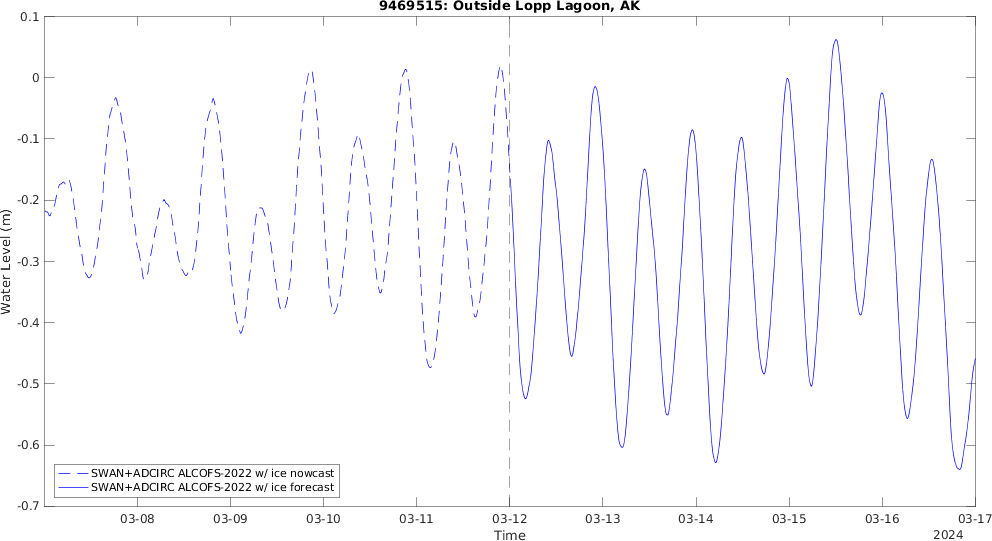 9469515: Outside Lopp Lagoon, AK
0.1
0
-0.1
-0.2
-0.3
-0.4
-0.5
-0.6
-0.7
Water Level (m)
SWAN+ADCIRC ALCOFS-2022 w/ ice nowcast
SWAN+ADCIRC ALCOFS-2022 w/ ice forecast
03-08 03-09 03-10 03-11 03-12 03-13 03-14 03-15 03-16 03-17
Time
2024